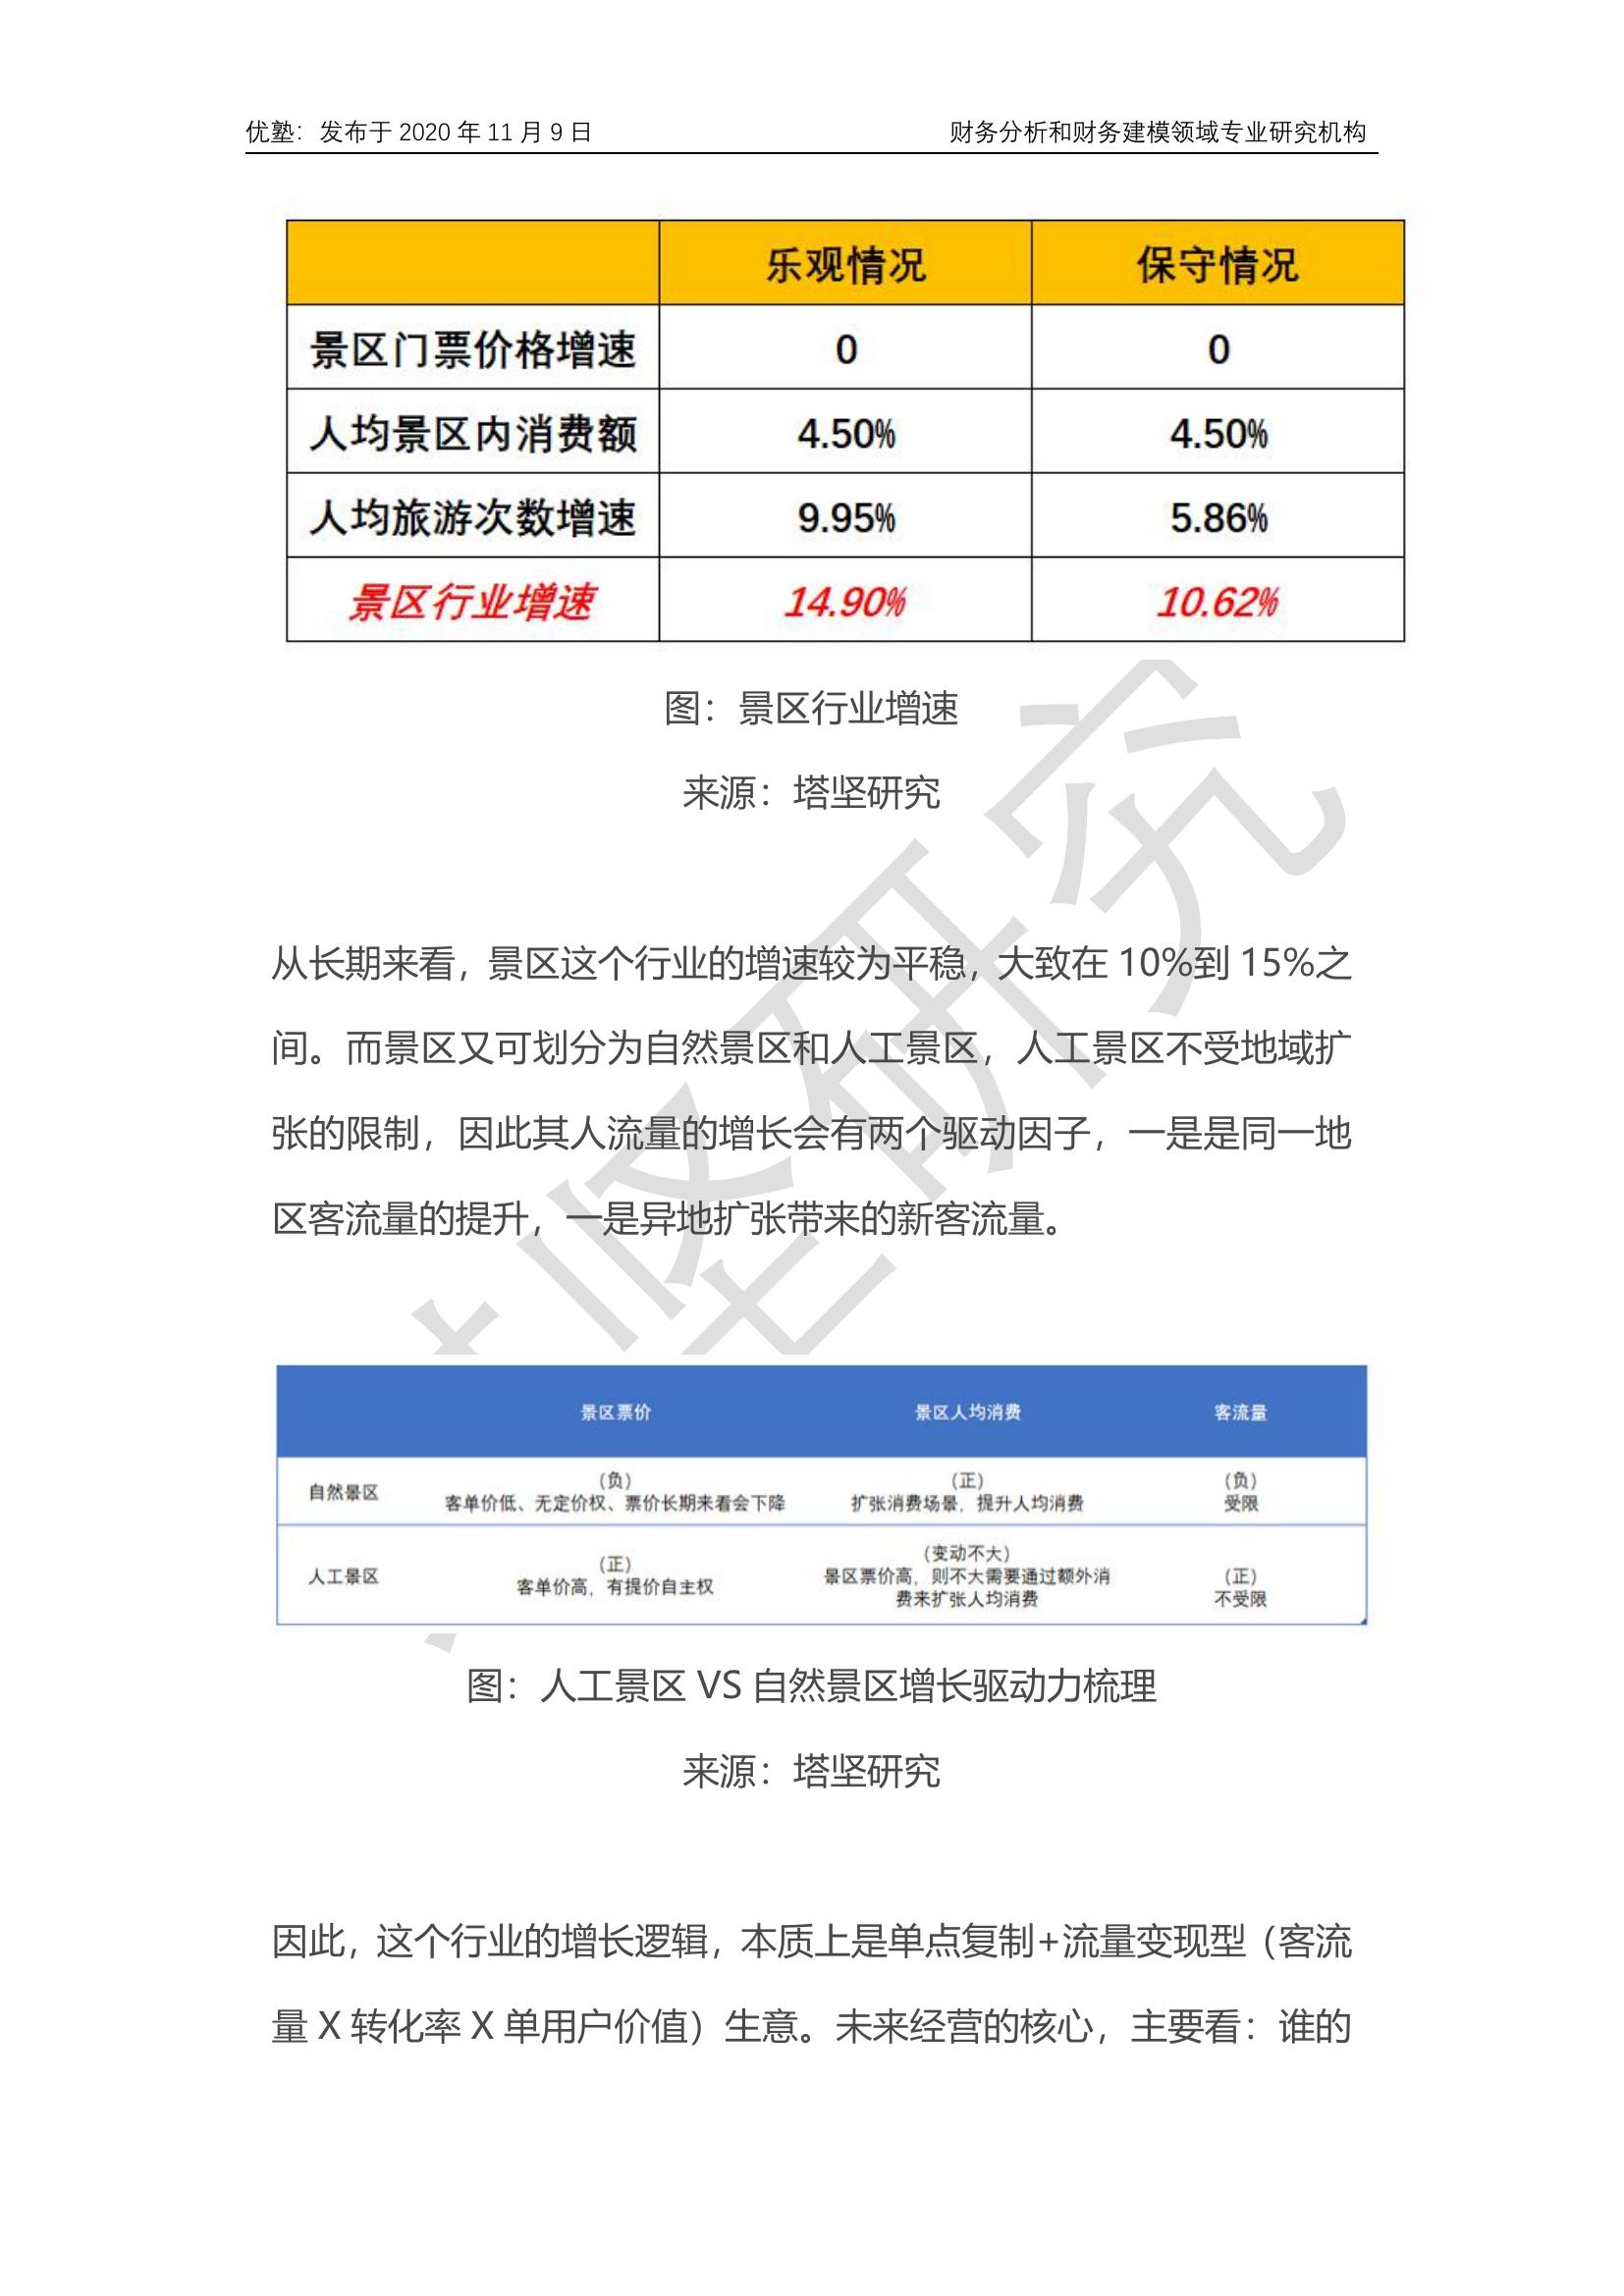 优塾：发布于 2020 年 11 月 9 日 财务分析和财务建模领域专业研究机构
乐观情况 保守情况
景区门票价格增速 0 0
人均景区内消费额 4.50% 4.50%
人均旅游次数增速 9.95% 5.86%
景区行业增速 14.90% 10.62%
图：景区行业增速
来源：塔坚研究
从长期来看，景区这个行业的增速较为平稳，大致在 10%到 15%之
间。而景区又可划分为自然景区和人工景区，人工景区不受地域扩
张的限制，因此其人流量的增长会有两个驱动因子，一是是同一地
区客流量的提升，一是异地扩张带来的新客流量。
景区票价 景区人均消费 客流量
自然景区 （负） （正） （负）
客单价低、无定价权、票价长期来看会下降 扩张消费场景，提升人均消费 受限
人工景区 （正） （变动不大） （正）
客单价高，有提价自主权 景区票价高，则不大需要通过额外消 不受限
费来扩张人均消费
图：人工景区 VS 自然景区增长驱动力梳理
来源：塔坚研究
因此，这个行业的增长逻辑，本质上是单点复制+流量变现型（客流
量 X 转化率 X 单用户价值）生意。未来经营的核心，主要看：谁的
坚研究